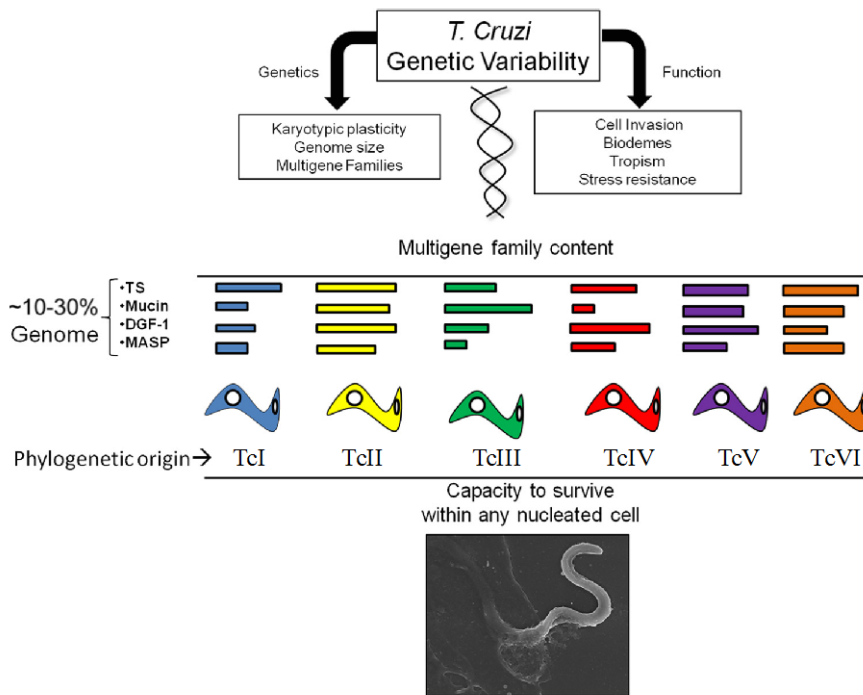 T. Cruzi
Genetic Variability
Genetics
Function
Karyotypic plasticity
Genome size
Multigene Families
Cell Invasion
Biodemes
Tropism
Stress resistance
Multigene family content
~10-30%
Genome
•TS
•Mucin
•DGF-1
•MASP
Phylogenetic origin→ TcI TcII TcIII TcIV TcV TcVI
Capacity to survive
within any nucleated cell